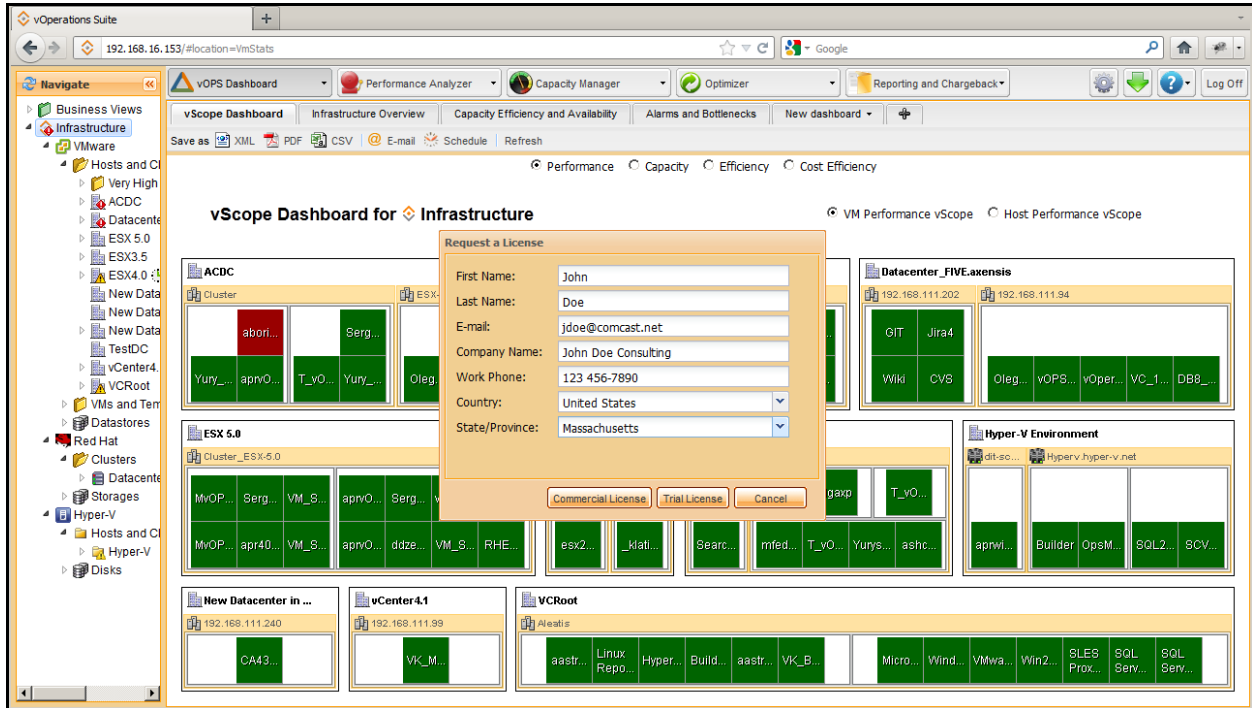 vOperations Suite
192.168.16.153/#location=VmStats
Google
Navigate
vOPS Dashboard
Performance Analyzer
Capacity Manager
Optimizer
Reporting and Chargeback
Log Off
Business Views
Infrastructure
VMware
Hosts and Cl
Very High
ACDC
Datacente
ESX 5.0
ESX3.5
ESX4.0
New Data
New Data
New Data
TestDC
vCenter4.
VCRoot
VMs and Tem
Datastores
Red Hat
Clusters
Datacente
Storages
Hyper-V
Hosts and Cl
Hyper-V
Disks
vScope Dashboard
Infrastructure Overview
Capacity Efficiency and Availability
Alarms and Bottlenecks
New dashboard
Save as XML PDF CSV @ E-mail Schedule Refresh
Performance Capacity Efficiency Cost Efficiency
vScope Dashboard for Infrastructure
VM Performance vScope Host Performance vScope
Request a License
First Name: John
Last Name: Doe
E-mail: jdoe@comcast.net
Company Name: John Doe Consulting
Work Phone: 123 456-7890
Country: United States
State/Province: Massachusetts
Commercial License Trial License Cancel
ACDC
Cluster ESX-
abori... Serg...
Yury_... aprvO... T_vO... Yury_... Oleg.
Datacenter_FIVE.axensis
192.168.111.202 192.168.111.94
GIT Jira4
Wiki CVS Oleg... vOPS... vOper... VC_1... DB8_...
ESX 5.0
Cluster_ESX-5.0
MvOP... Serg... VM_S... aprvO... Serg... gaxp T_vO...
MvOP... apr40... VM_S... aprvO... ddze... VM_S... RHE... esx2... _klati... Searc... mfed... T_vO... Yurys... ashc...
Hyper-V Environment
dit-sc... Hyperv.hyper-v.net
aprwi... Builder OpsM... SQL2... SCV...
New Datacenter in ...
192.168.111.240
CA43...
vCenter4.1
192.168.111.99
VK_M...
VCRoot
Aleatis
aastr... Linux Repo... Hyper... Build... aastr... VK_B... Micro... Wind... VMwa... Win2... SLES Prox... SQL Serv... SQL Serv...